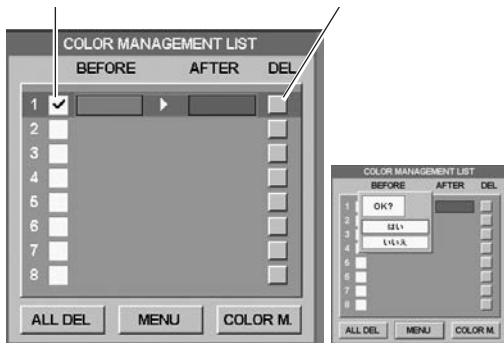 COLOR MANAGEMENT LIST
BEFORE AFTER DEL
1
2
3
4
5
6
7
8
ALL DEL MENU COLOR M.
COLOR MANAGEMENT LIST
BEFORE AFTER DEL
1 OK?
2 はい
3
4 いいえ
5
6
7
8
ALL DEL MENU COLOR M.